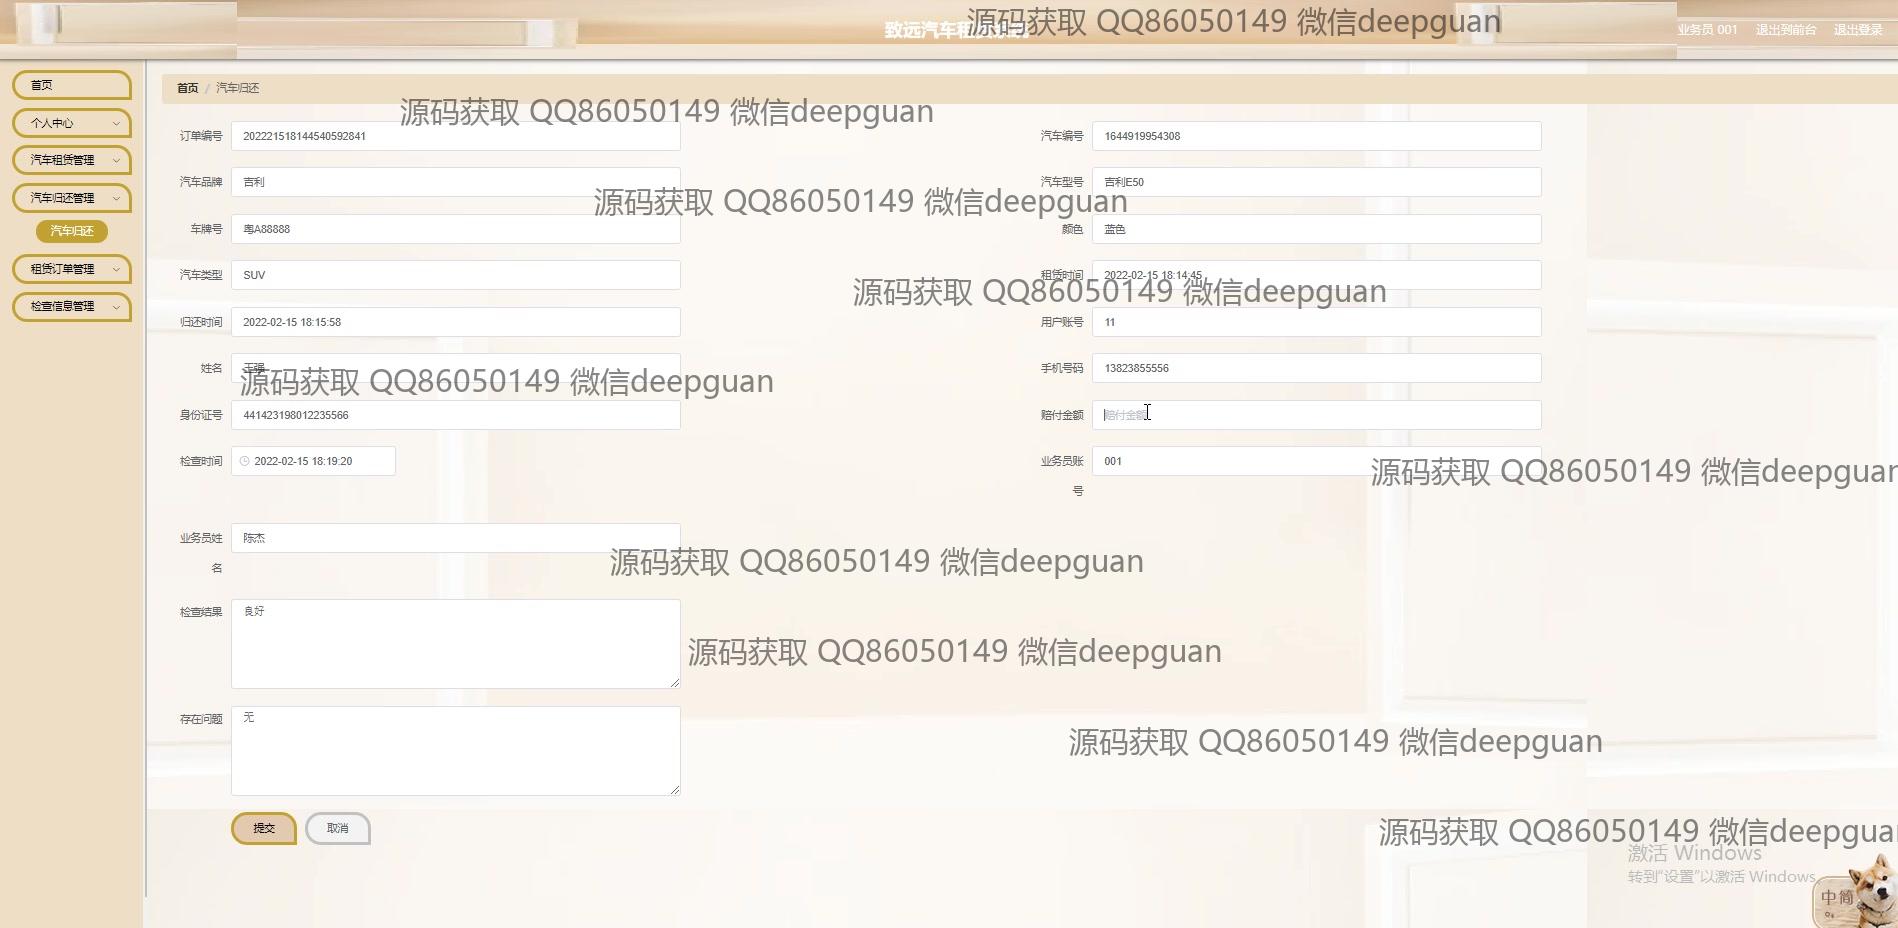 致远汽车租赁系统
源码获取 QQ86050149 微信deepguan
业务员 001 退出到前台 退出登录
首页
个人中心
汽车租赁管理
汽车归还管理
汽车归还
租赁订单管理
检查信息管理
首页 / 汽车归还
源码获取 QQ86050149 微信deepguan
订单编号 202221518144540592841
汽车编号 1644919954308
汽车品牌 吉利
汽车型号 吉利E50
源码获取 QQ86050149 微信deepguan
车牌号 粤A88888
颜色 蓝色
汽车类型 SUV
租赁时间 2022-02-15 18:14:45
源码获取 QQ86050149 微信deepguan
归还时间 2022-02-15 18:15:58
用户账号 11
姓名 王强
手机号码 13823855556
源码获取 QQ86050149 微信deepguan
身份证号 441423198012235566
赔付金额 赔付金额
检查时间 2022-02-15 18:19:20
业务员账号 001
源码获取 QQ86050149 微信deepguan
业务员姓名 陈杰
源码获取 QQ86050149 微信deepguan
检查结果 良好
源码获取 QQ86050149 微信deepguan
存在问题 无
源码获取 QQ86050149 微信deepguan
提交 取消
源码获取 QQ86050149 微信deepguan
激活 Windows
转到“设置”以激活 Windows
中简